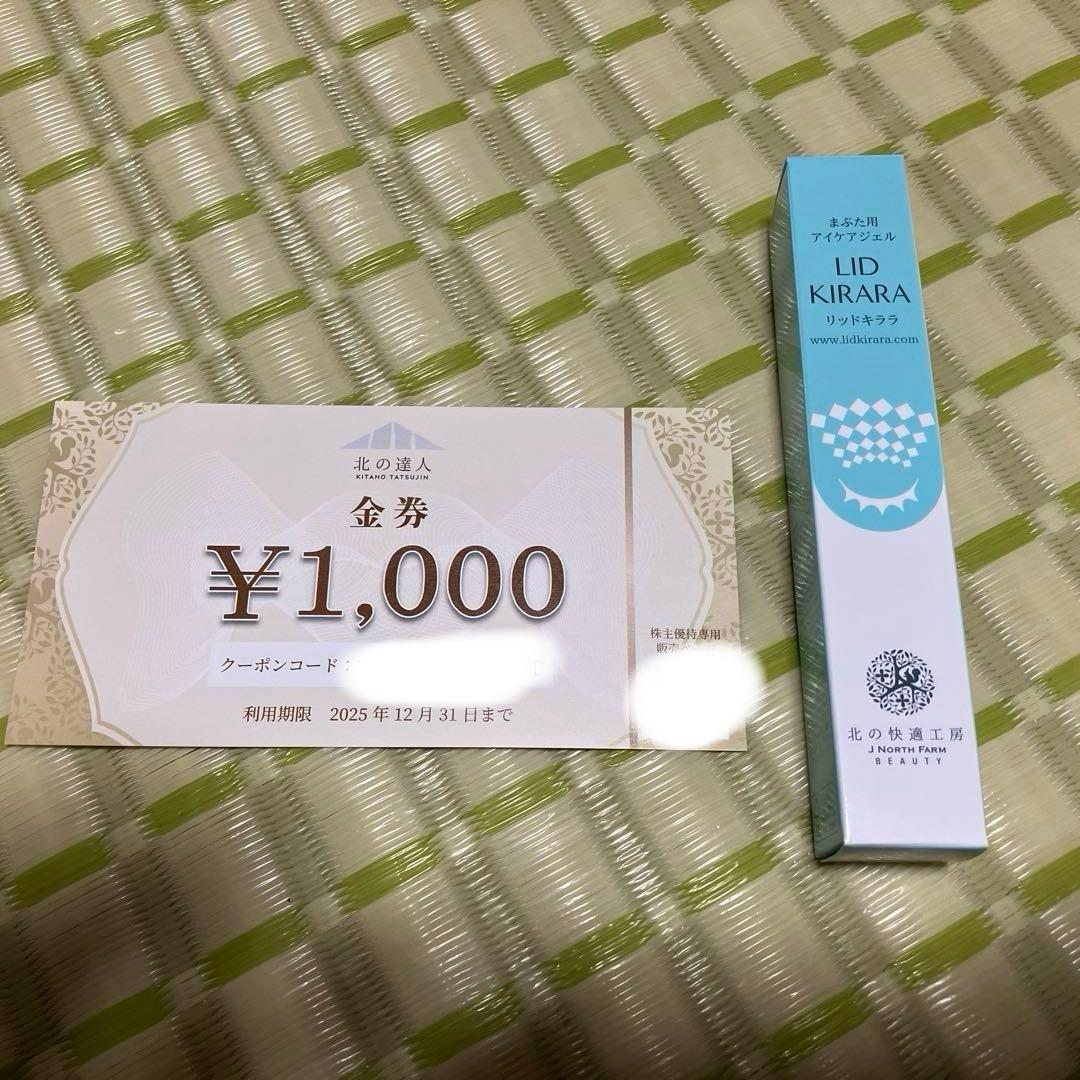 北の達人
KITANO TATSUJIN
金券
¥1,000
クーポンコード:
利用期限 2025年12月31日まで
株主優待専用
販売
まぶた用
アイケアジェル
LID
KIRARA
リッドキララ
www.lidkirara.com
北の快適工房
J NORTH FARM
BEAUTY